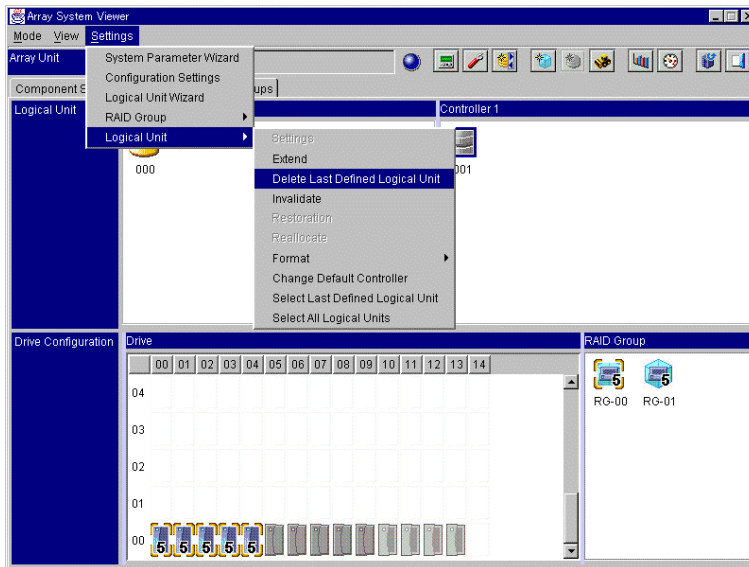 Array System Viewer
Mode View Settings
Array Unit
System Parameter Wizard
Configuration Settings
Logical Unit Wizard
RAID Group
Logical Unit
Component S
ups
Logical Unit
Controller 1
000
001
Settings
Extend
Delete Last Defined Logical Unit
Invalidate
Restoration
Reallocate
Format
Change Default Controller
Select Last Defined Logical Unit
Select All Logical Units
Drive Configuration
Drive
00 01 02 03 04 05 06 07 08 09 10 11 12 13 14
04
03
02
01
00
5 5 5 5 5
RAID Group
5 5
RG-00 RG-01